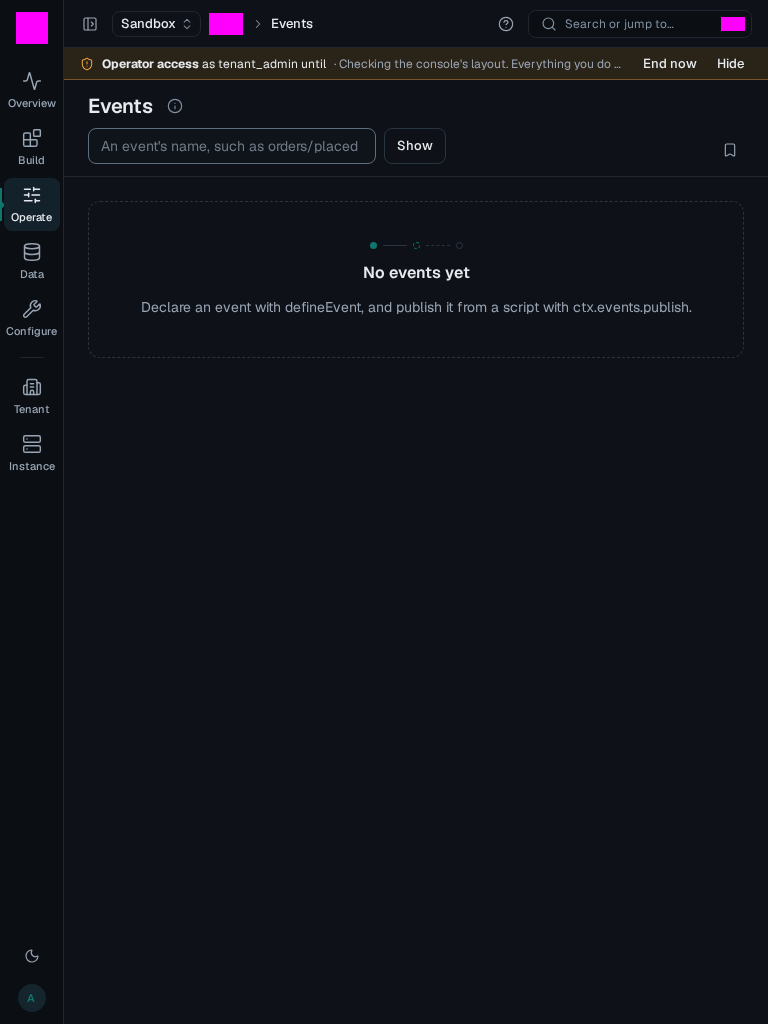 Sandbox
Events
Search or jump to…
Operator access as tenant_admin until · Checking the console's layout. Everything you do …
End now
Hide
Overview
Build
Operate
Data
Configure
Tenant
Instance
Events
An event's name, such as orders/placed
Show
No events yet
Declare an event with defineEvent, and publish it from a script with ctx.events.publish.
A